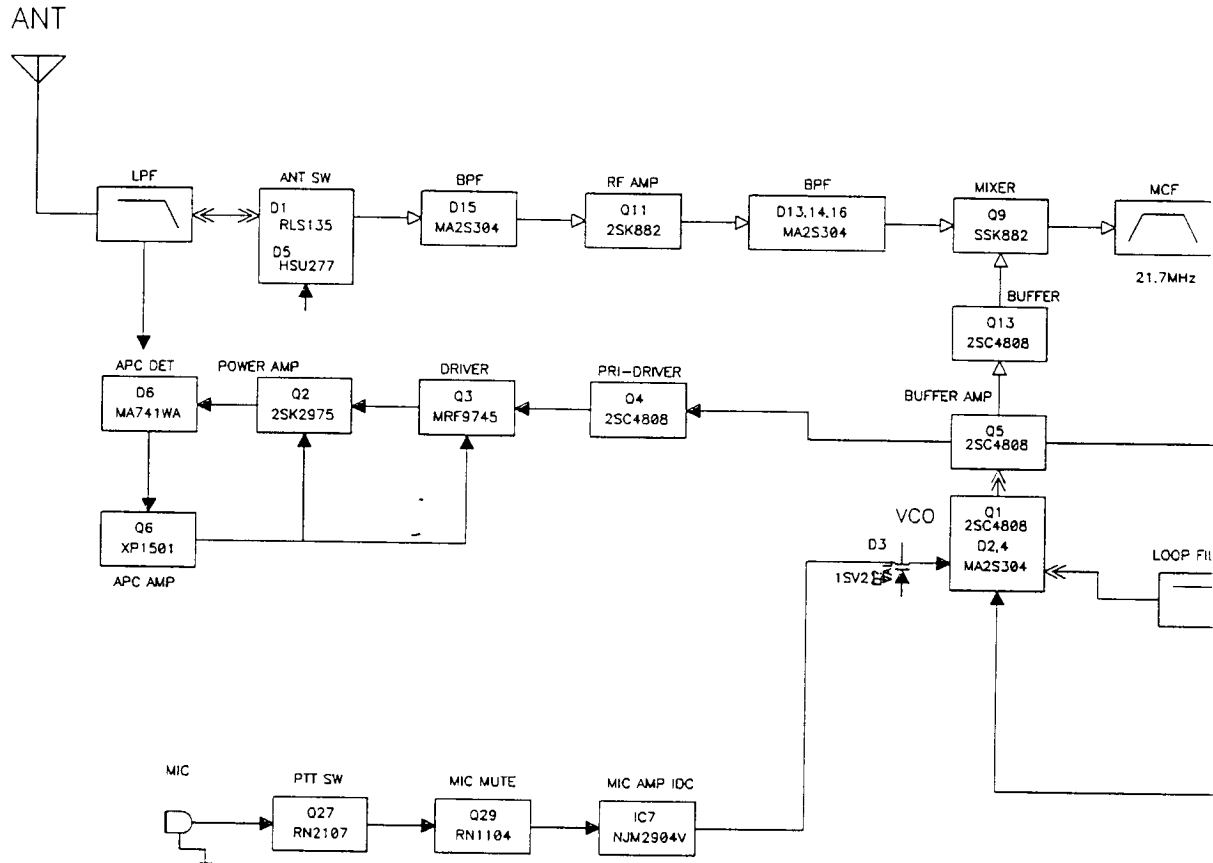 ANT
LPF
ANT SW
BPF
RF AMP
BPF
MIXER
MCF
D1
RLS135
D5
HSU277
D15
MA2S304
Q11
2SK882
D13.14.16
MA2S304
Q9
SSK882
21.7MHz
BUFFER
Q13
2SC4808
APC DET
POWER AMP
DRIVER
PRI-DRIVER
BUFFER AMP
D6
MA741WA
Q2
2SK2975
Q3
MRF9745
Q4
2SC4808
Q5
2SC4808
Q6
XP1501
APC AMP
VCO
Q1
2SC4808
D2,4
MA2S304
D3
LOOP FIL
MIC
PTT SW
MIC MUTE
MIC AMP IDC
Q27
RN2107
Q29
RN1104
IC7
NJM2904V